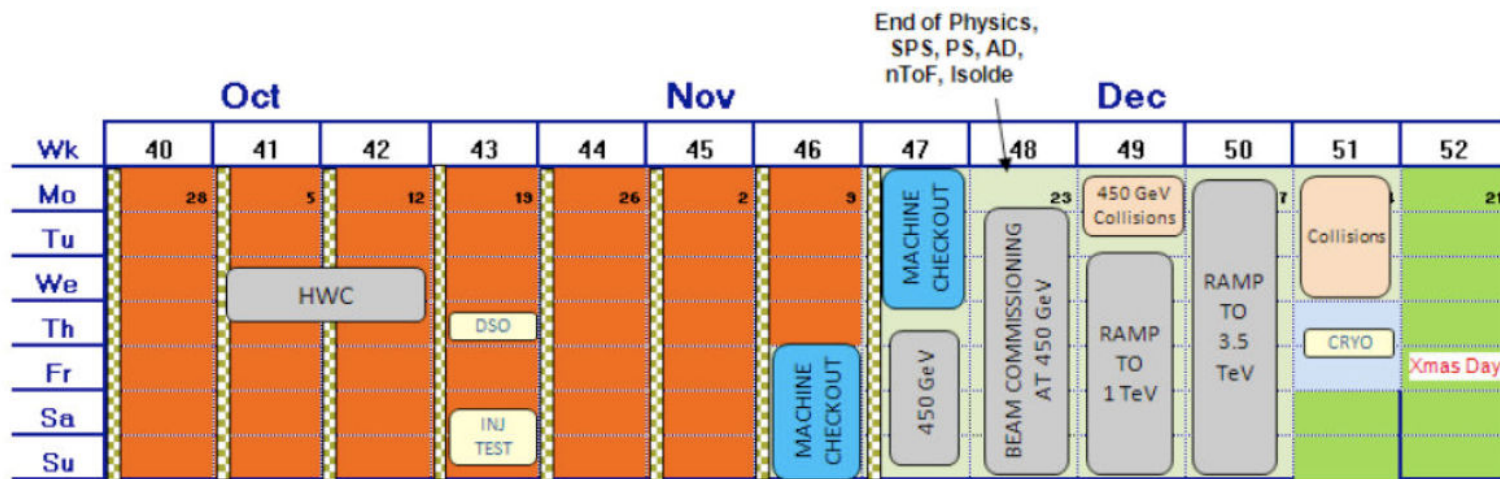 End of Physics,
SPS, PS, AD,
nToF, Isolde
Oct Nov Dec
Wk 40 41 42 43 44 45 46 47 48 49 50 51 52
Mo 28 5 12 19 26 2 9 23 7 21
Tu
We
Th
Fr
Sa
Su
HWC
DSO
INJ
TEST
MACHINE
CHECKOUT
MACHINE
CHECKOUT
450 GeV
BEAM COMMISSIONING
AT 450 GeV
450 GeV
Collisions
RAMP
TO
1 TeV
RAMP
TO
3.5
TeV
Collisions
CRYO
Xmas Day